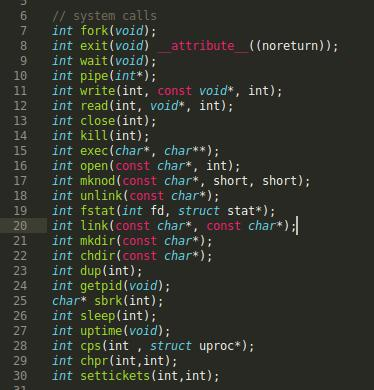 6 // system calls
7 int fork(void);
8 int exit(void) __attribute__((noreturn));
9 int wait(void);
10 int pipe(int*);
11 int write(int, const void*, int);
12 int read(int, void*, int);
13 int close(int);
14 int kill(int);
15 int exec(char*, char**);
16 int open(const char*, int);
17 int mknod(const char*, short, short);
18 int unlink(const char*);
19 int fstat(int fd, struct stat*);
20 int link(const char*, const char*);
21 int mkdir(const char*);
22 int chdir(const char*);
23 int dup(int);
24 int getpid(void);
25 char* sbrk(int);
26 int sleep(int);
27 int uptime(void);
28 int cps(int , struct uproc*);
29 int chpr(int,int);
30 int settickets(int,int);